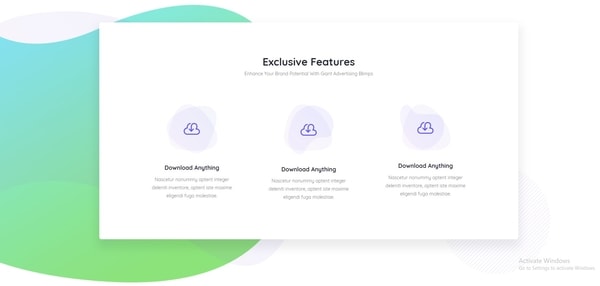 Exclusive Features
Enhance Your Brand Potential With Giant Advertising Blimps
Download Anything
Nascetur nonummy aptent integer
deleniti inventore, aptent iste maxime
eligendi fuga molestiae.
Download Anything
Nascetur nonummy aptent integer
deleniti inventore, aptent iste maxime
eligendi fuga molestiae.
Download Anything
Nascetur nonummy aptent integer
deleniti inventore, aptent iste maxime
eligendi fuga molestiae.
Activate Windows
Go to Settings to activate Windows.